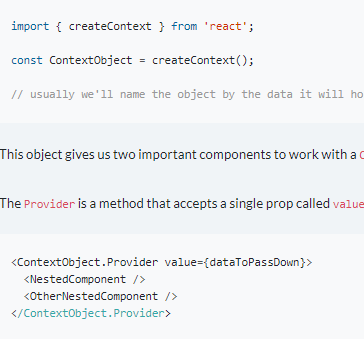 import { createContext } from 'react';
const ContextObject = createContext();
// usually we'll name the object by the data it will ho
This object gives us two important components to work with a
The Provider is a method that accepts a single prop called value
<ContextObject.Provider value={dataToPassDown}>
<NestedComponent />
<OtherNestedComponent />
</ContextObject.Provider>